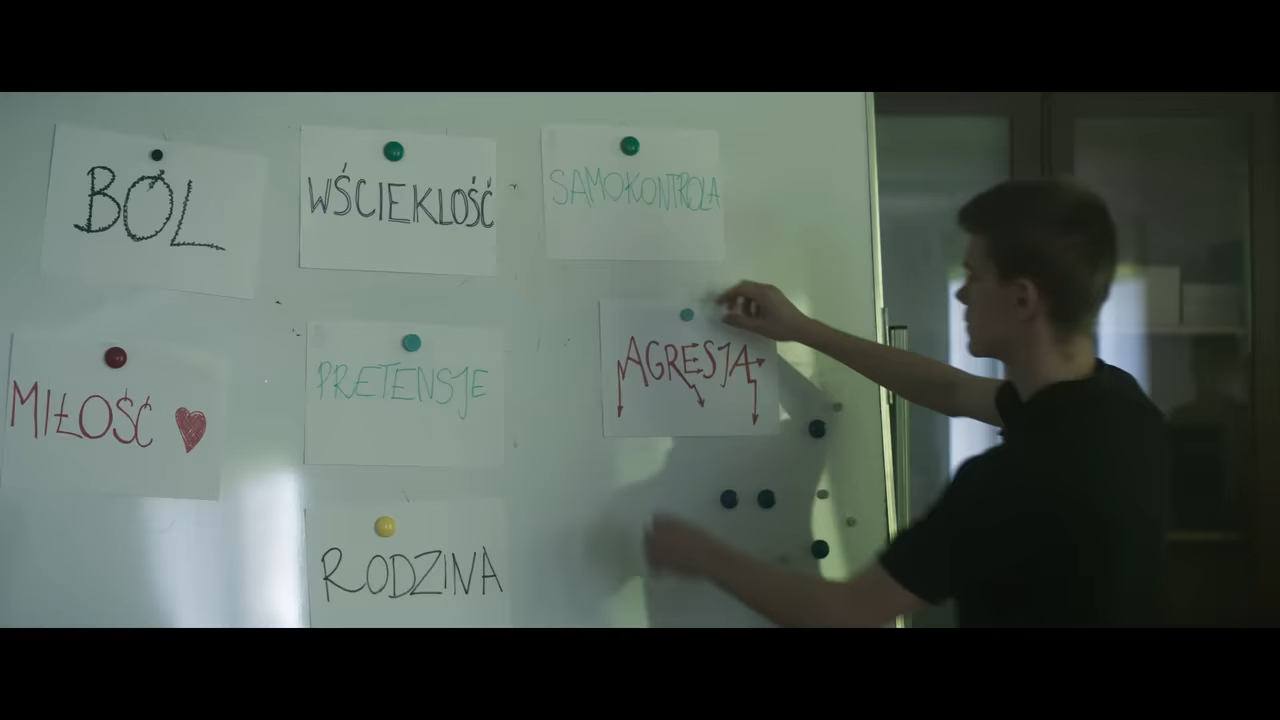 BÓL
WŚCIEKLOŚĆ
SAMOKONTROLA
MIŁOŚĆ
PRETENSJE
AGRESJA
RODZINA